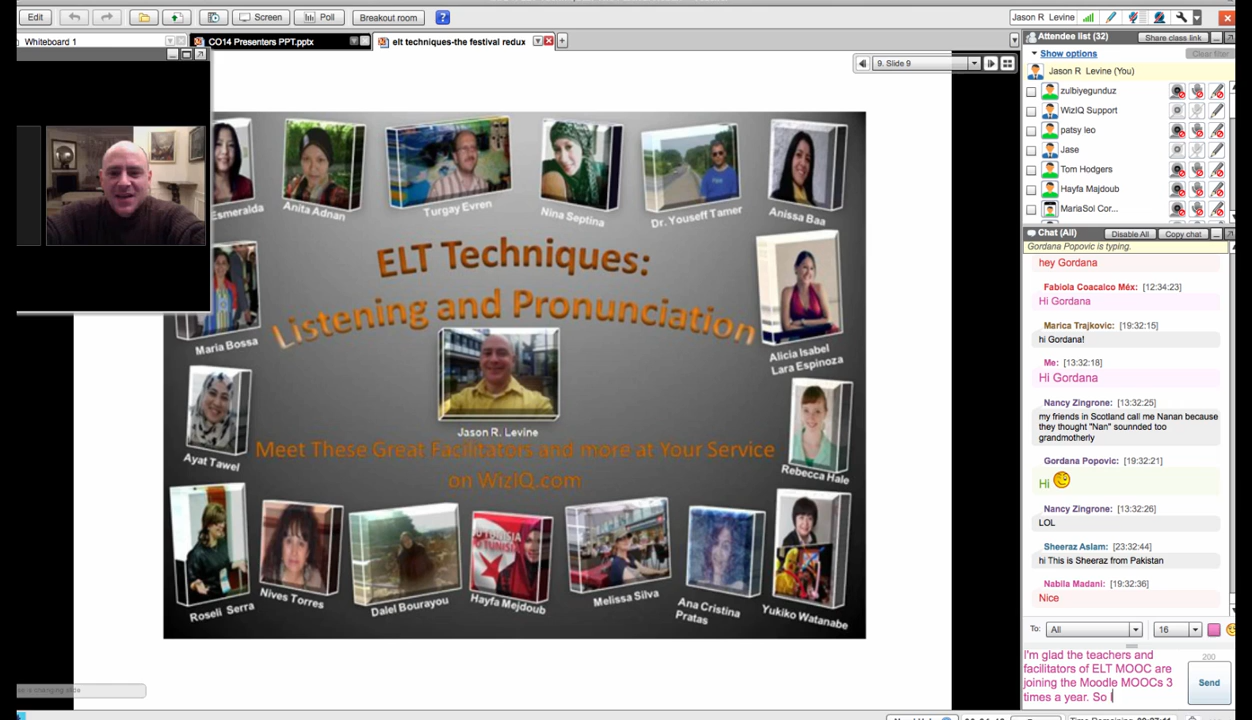 Edit
Screen
Poll
Breakout room
?
Jason R Levine
Whiteboard 1
CO14 Presenters PPT.pptx
elt techniques-the festival redux
9. Slide 9
Esmeralda
Anita Adnan
Turgay Evren
Nina Septina
Dr. Youseff Tamer
Anissa Baa
ELT Techniques:
Listening and Pronunciation
Maria Bossa
Alicia Isabel
Lara Espinoza
Jason R. Levine
Ayat Tawel
Meet These Great Facilitators and more at Your Service
on WizIQ.com
Rebecca Hale
Roseli Serra
Nives Torres
Dalel Bourayou
Hayfa Mejdoub
Melissa Silva
Ana Cristina
Pratas
Yukiko Watanabe
Attendee list (32)
Share class link
Show options
Clear filter
Jason R Levine (You)
zulbiyegunduz
WizIQ Support
patsy leo
Jase
Tom Hodgers
Hayfa Majdoub
MariaSol Cor...
Chat (All)
Disable All
Copy chat
Gordana Popovic is typing.
hey Gordana
Fabiola Coacalco Méx: [12:34:23]
Hi Gordana
Marica Trajkovic: [19:32:15]
hi Gordana!
Me: [13:32:18]
Hi Gordana
Nancy Zingrone: [13:32:25]
my friends in Scotland call me Nanan because
they thought "Nan" sounnded too
grandmotherly
Gordana Popovic: [19:32:21]
Hi
Nancy Zingrone: [13:32:26]
LOL
Sheeraz Aslam: [23:32:44]
hi This is Sheeraz from Pakistan
Nabila Madani: [19:32:36]
Nice
To:
All
16
I'm glad the teachers and
facilitators of ELT MOOC are
joining the Moodle MOOCs 3
times a year. So I
200
Send
is changing slide